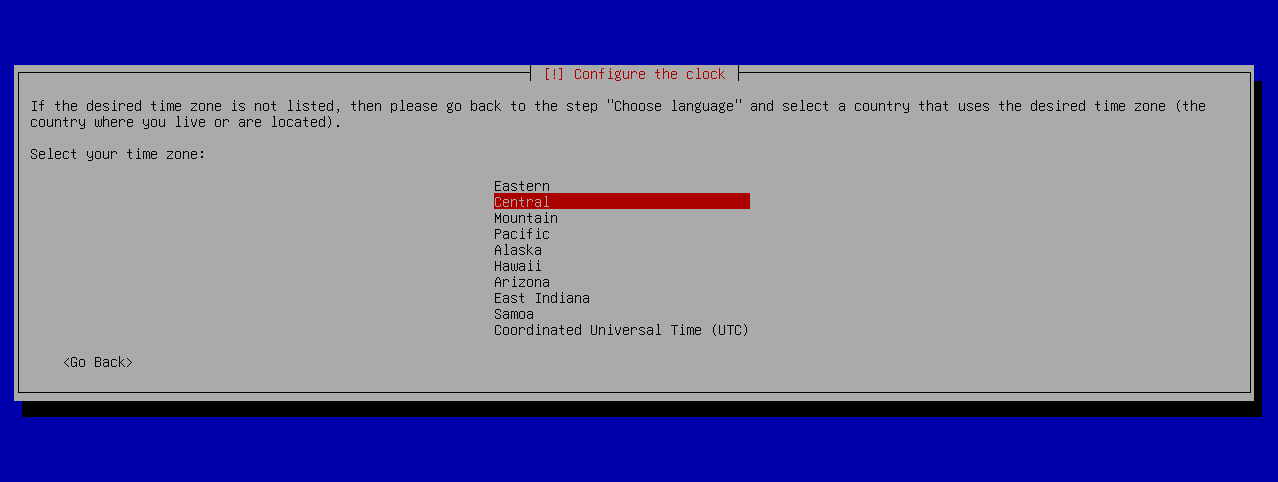 [!] Configure the clock
If the desired time zone is not listed, then please go back to the step "Choose language" and select a country that uses the desired time zone (the
country where you live or are located).
Select your time zone:
Eastern
Central
Mountain
Pacific
Alaska
Hawaii
Arizona
East Indiana
Samoa
Coordinated Universal Time (UTC)
<Go Back>